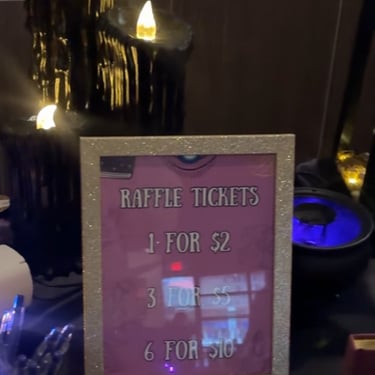 RAFFLE TICKETS
1 FOR $2
3 FOR $5
6 FOR $10